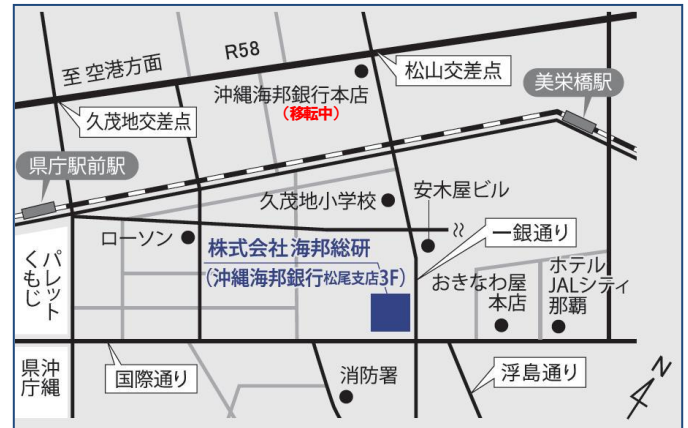 至 空港方面
R58
松山交差点
美栄橋駅
沖縄海邦銀行本店
（移転中）
久茂地交差点
県庁駅前駅
久茂地小学校
安木屋ビル
ローソン
株式会社海邦総研
（沖縄海邦銀行松尾支店3F）
一銀通り
パレット
くもじ
おきなわ屋
本店
ホテル
JALシティ
那覇
沖縄
県庁
国際通り
消防署
浮島通り
N